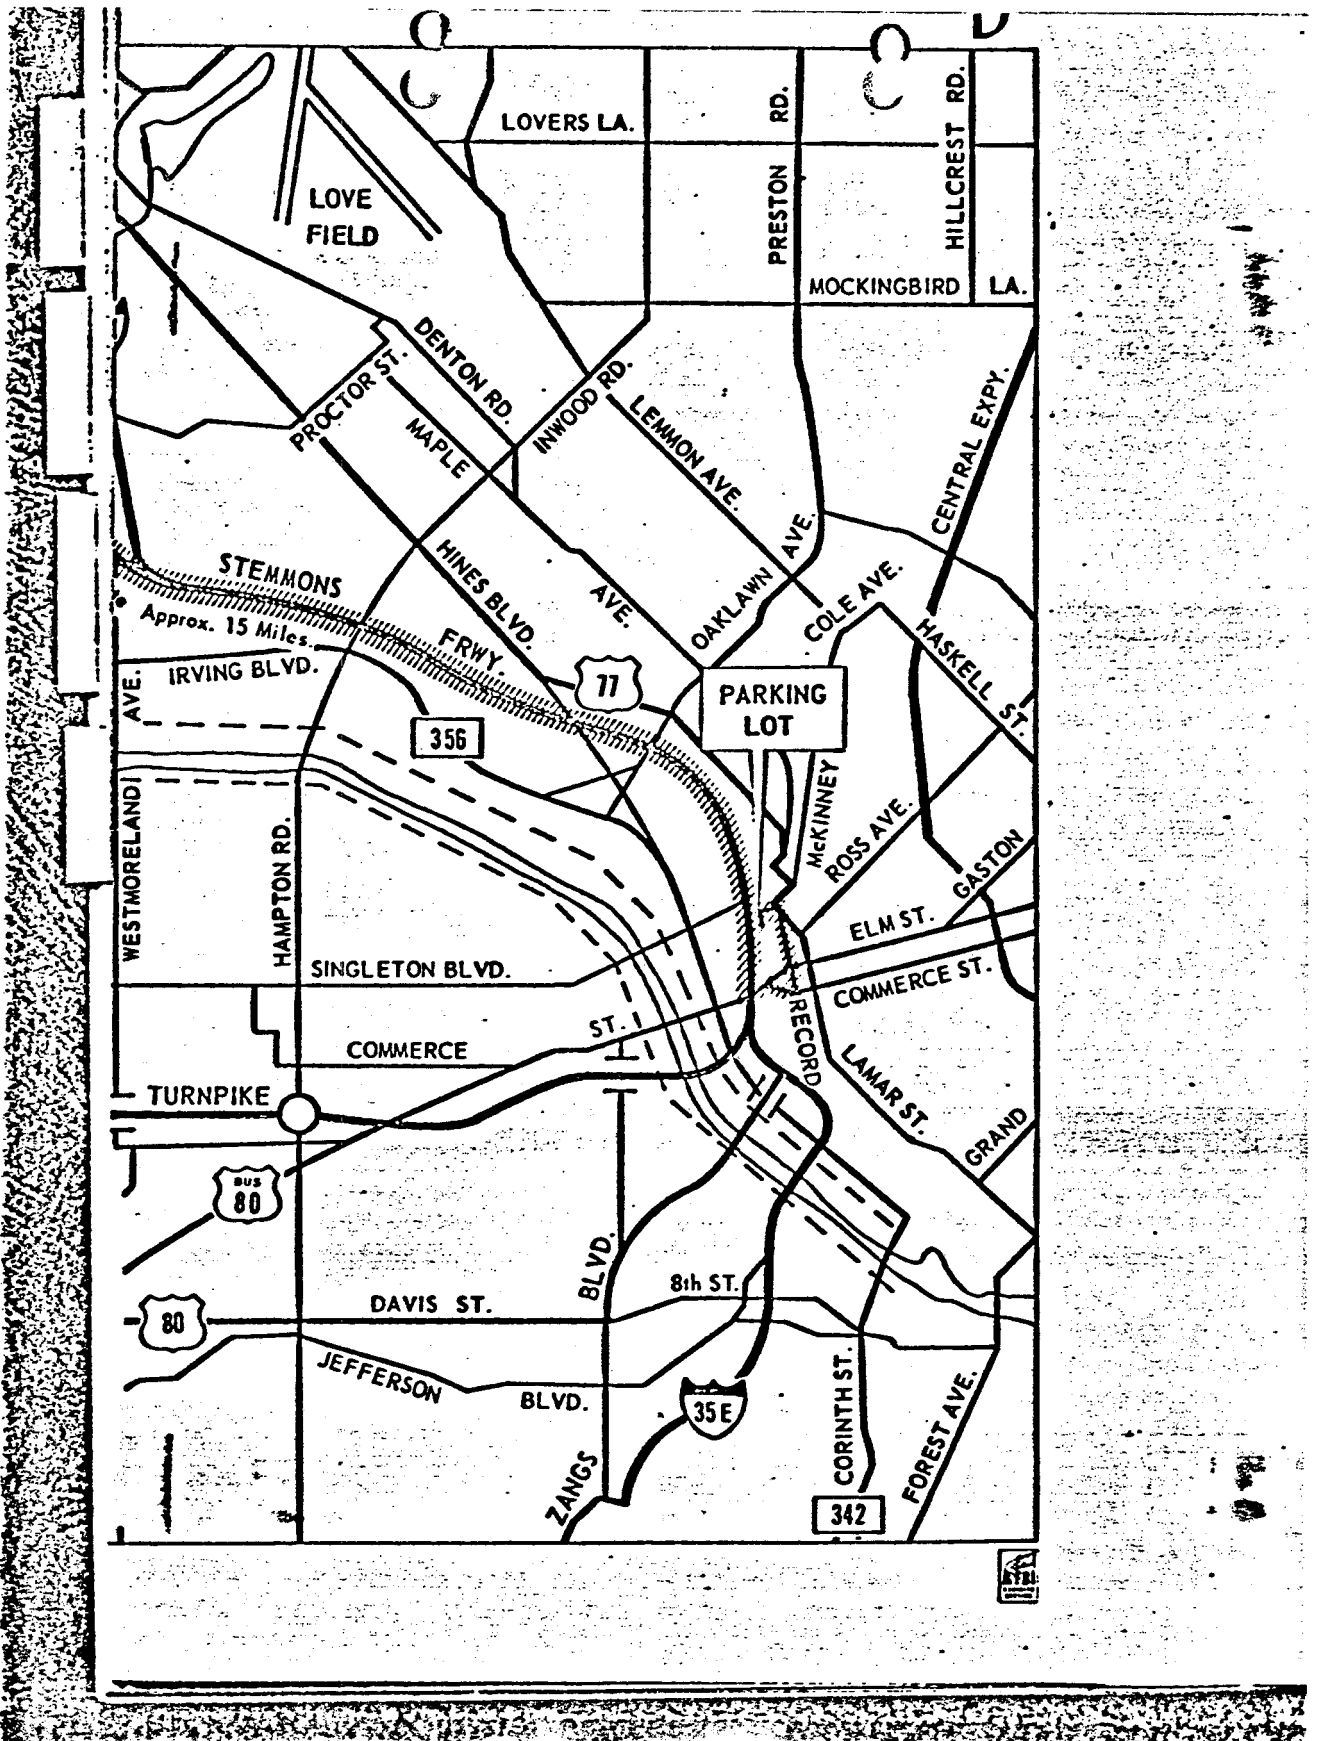 LOVERS LA.
PRESTON RD.
HILLCREST RD.
LOVE
FIELD
MOCKINGBIRD LA.
DENTON RD.
PROCTOR ST.
INWOOD RD.
MAPLE
AVE.
LEMMON AVE.
CENTRAL EXPY.
STEMMONS
FRWY.
HINES BLVD.
OAKLAWN AVE.
COLE AVE.
HASKELL ST.
Approx. 15 Miles.
IRVING BLVD.
77
PARKING
LOT
356
WESTMORELAND AVE.
HAMPTON RD.
McKINNEY
ROSS AVE.
GASTON
ELM ST.
COMMERCE ST.
SINGLETON BLVD.
COMMERCE ST.
RECORD
LAMAR ST.
GRAND
TURNPIKE
BUS
80
BLVD.
8th ST.
DAVIS ST.
80
JEFFERSON
BLVD.
35E
ZANGS
CORINTH ST.
FOREST AVE.
342